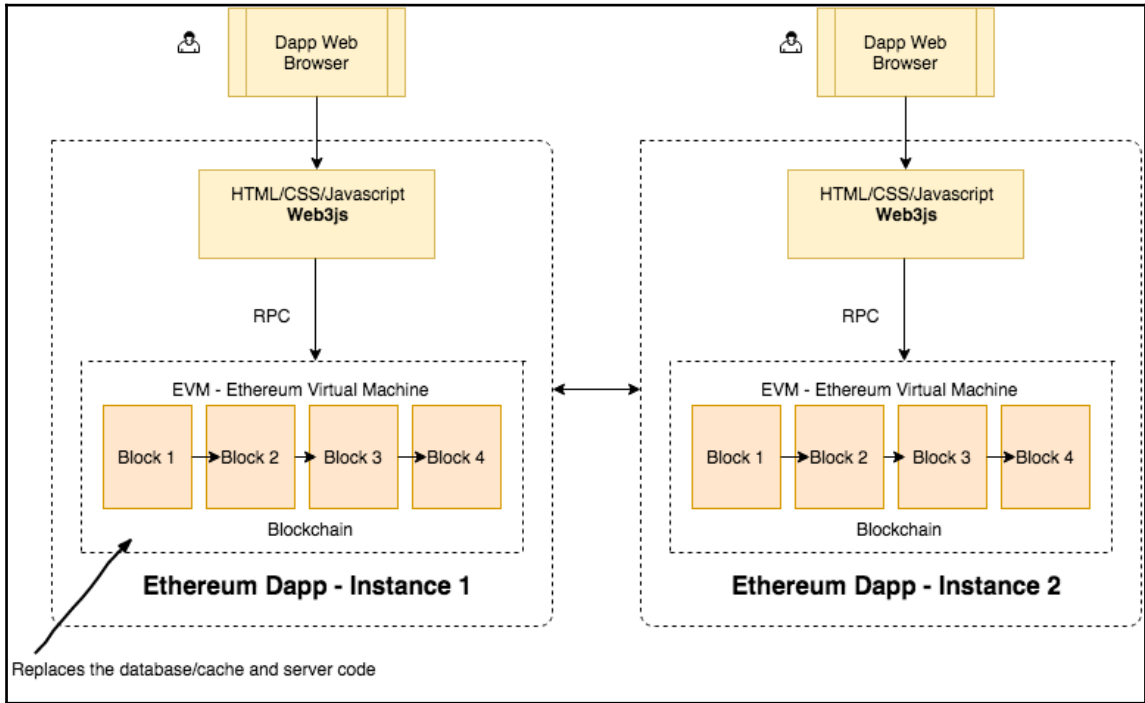 Dapp Web
Browser
HTML/CSS/Javascript
Web3js
RPC
EVM - Ethereum Virtual Machine
Block 1
Block 2
Block 3
Block 4
Blockchain
Ethereum Dapp - Instance 1
Replaces the database/cache and server code
Dapp Web
Browser
HTML/CSS/Javascript
Web3js
RPC
EVM - Ethereum Virtual Machine
Block 1
Block 2
Block 3
Block 4
Blockchain
Ethereum Dapp - Instance 2